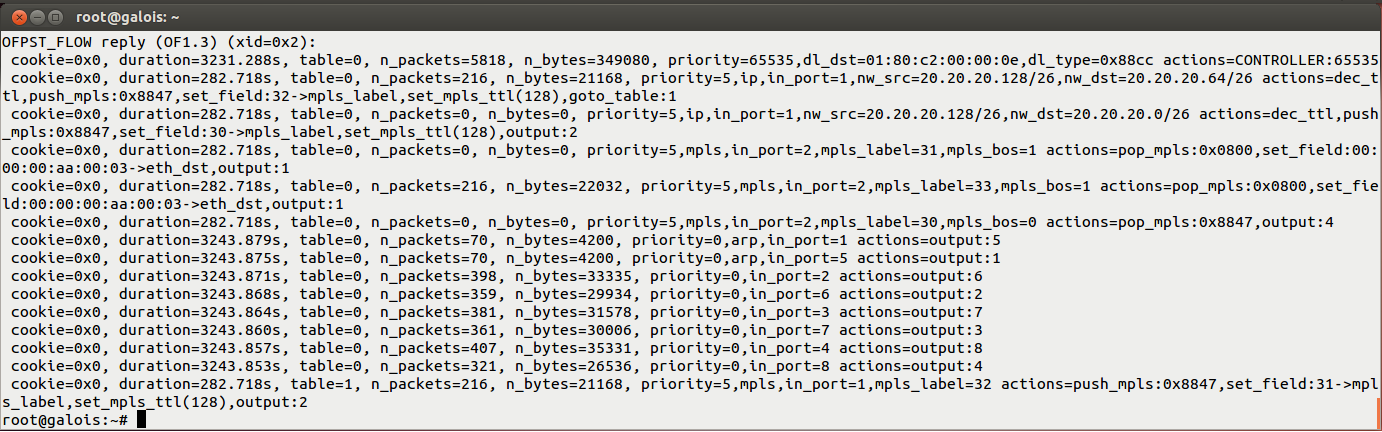 root@galois: ~
OFPST_FLOW reply (OF1.3) (xid=0x2):
 cookie=0x0, duration=3231.288s, table=0, n_packets=5818, n_bytes=349080, priority=65535,dl_dst=01:80:c2:00:00:0e,dl_type=0x88cc actions=CONTROLLER:65535
 cookie=0x0, duration=282.718s, table=0, n_packets=216, n_bytes=21168, priority=5,ip,in_port=1,nw_src=20.20.20.128/26,nw_dst=20.20.20.64/26 actions=dec_t
tl,push_mpls:0x8847,set_field:32->mpls_label,set_mpls_ttl(128),goto_table:1
 cookie=0x0, duration=282.718s, table=0, n_packets=0, n_bytes=0, priority=5,ip,in_port=1,nw_src=20.20.20.128/26,nw_dst=20.20.20.0/26 actions=dec_ttl,push
_mpls:0x8847,set_field:30->mpls_label,set_mpls_ttl(128),output:2
 cookie=0x0, duration=282.718s, table=0, n_packets=0, n_bytes=0, priority=5,mpls,in_port=2,mpls_label=31,mpls_bos=1 actions=pop_mpls:0x0800,set_field:00:
00:00:aa:00:03->eth_dst,output:1
 cookie=0x0, duration=282.718s, table=0, n_packets=216, n_bytes=22032, priority=5,mpls,in_port=2,mpls_label=33,mpls_bos=1 actions=pop_mpls:0x0800,set_fie
ld:00:00:00:aa:00:03->eth_dst,output:1
 cookie=0x0, duration=282.718s, table=0, n_packets=0, n_bytes=0, priority=5,mpls,in_port=2,mpls_label=30,mpls_bos=0 actions=pop_mpls:0x8847,output:4
 cookie=0x0, duration=3243.879s, table=0, n_packets=70, n_bytes=4200, priority=0,arp,in_port=1 actions=output:5
 cookie=0x0, duration=3243.875s, table=0, n_packets=70, n_bytes=4200, priority=0,arp,in_port=5 actions=output:1
 cookie=0x0, duration=3243.871s, table=0, n_packets=398, n_bytes=33335, priority=0,in_port=2 actions=output:6
 cookie=0x0, duration=3243.868s, table=0, n_packets=359, n_bytes=29934, priority=0,in_port=6 actions=output:2
 cookie=0x0, duration=3243.864s, table=0, n_packets=381, n_bytes=31578, priority=0,in_port=3 actions=output:7
 cookie=0x0, duration=3243.860s, table=0, n_packets=361, n_bytes=30006, priority=0,in_port=7 actions=output:3
 cookie=0x0, duration=3243.857s, table=0, n_packets=407, n_bytes=35331, priority=0,in_port=4 actions=output:8
 cookie=0x0, duration=3243.853s, table=0, n_packets=321, n_bytes=26536, priority=0,in_port=8 actions=output:4
 cookie=0x0, duration=282.718s, table=1, n_packets=216, n_bytes=21168, priority=5,mpls,in_port=1,mpls_label=32 actions=push_mpls:0x8847,set_field:31->mpl
s_label,set_mpls_ttl(128),output:2
root@galois:~#